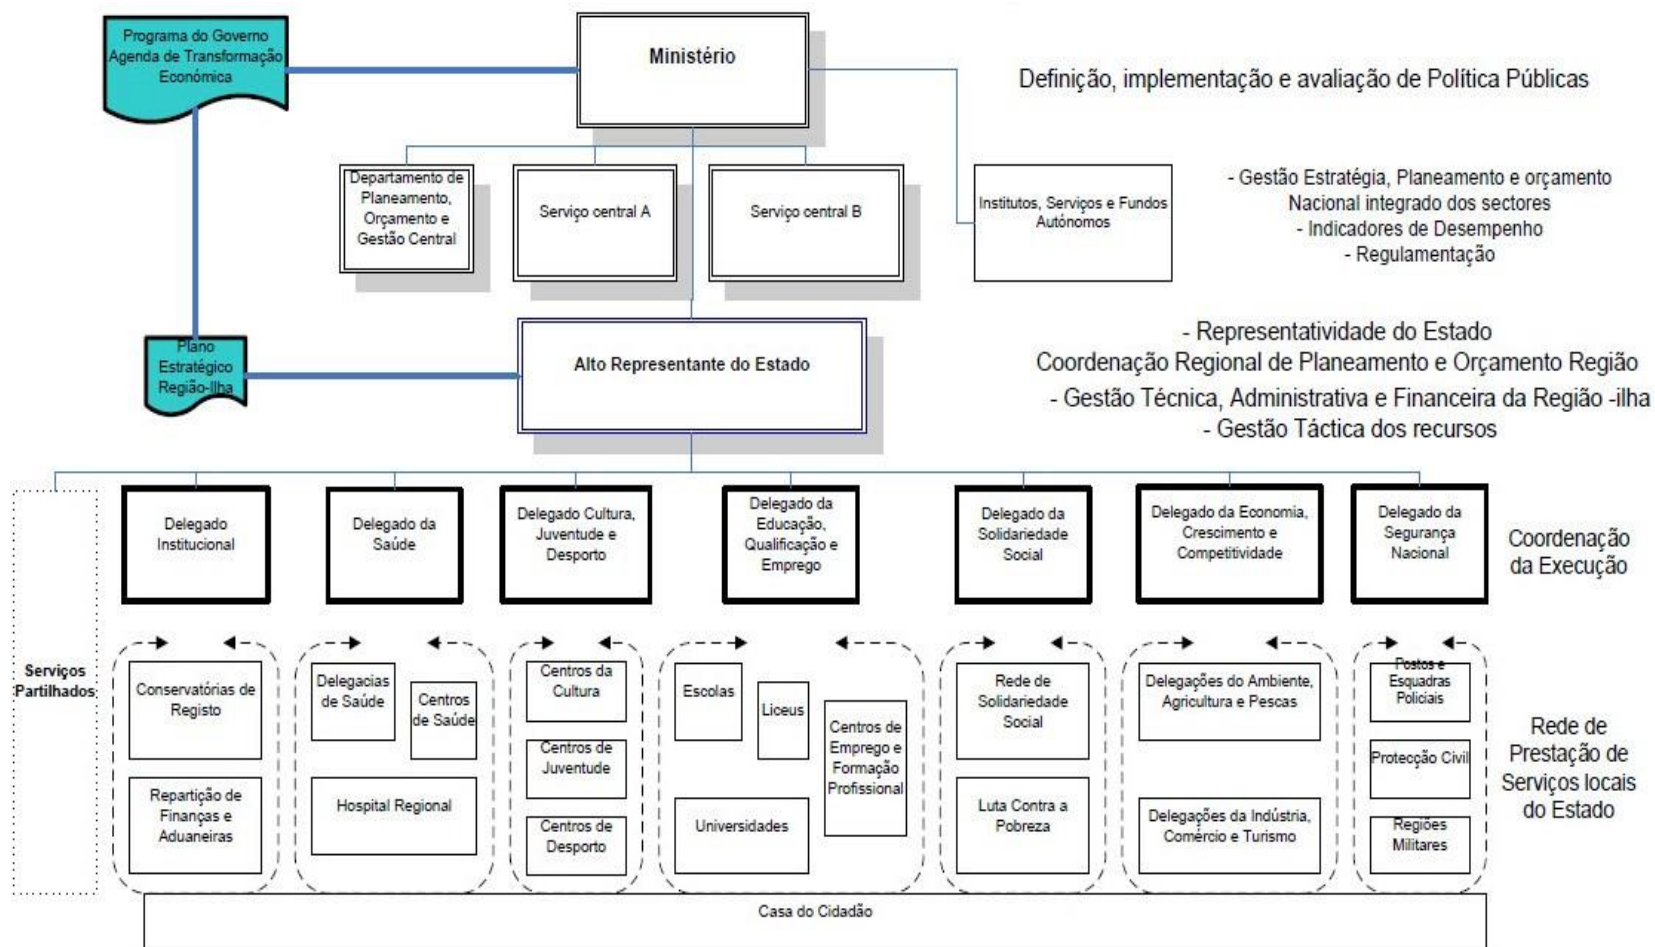 Programa do Governo
Agenda de Transformação
Económica
Ministério
Definição, implementação e avaliação de Política Públicas
Departamento de
Planeamento,
Orçamento e
Gestão Central
Serviço central A
Serviço central B
Institutos, Serviços e Fundos
Autónomos
- Gestão Estratégia, Planeamento e orçamento
Nacional integrado dos sectores
- Indicadores de Desempenho
- Regulamentação
Plano
Estratégico
Região-Ilha
Alto Representante do Estado
- Representatividade do Estado
Coordenação Regional de Planeamento e Orçamento Região
- Gestão Técnica, Administrativa e Financeira da Região -ilha
- Gestão Táctica dos recursos
Delegado
Institucional
Delegado da
Saúde
Delegado Cultura,
Juventude e
Desporto
Delegado da
Educação,
Qualificação e
Emprego
Delegado da
Solidariedade
Social
Delegado da Economia,
Crescimento e
Competitividade
Delegado da
Segurança
Nacional
Coordenação
da Execução
Serviços
Partilhados
Conservatórias de
Registo
Repartição de
Finanças e
Aduaneiras
Delegacias
de Saúde
Centros
de Saúde
Hospital Regional
Centros da
Cultura
Centros de
Juventude
Centros de
Desporto
Escolas
Liceus
Centros de
Emprego e
Formação
Profissional
Universidades
Rede de
Solidariedade
Social
Luta Contra a
Pobreza
Delegações do Ambiente,
Agricultura e Pescas
Delegações da Indústria,
Comércio e Turismo
Postos e
Esquadras
Policiais
Protecção Civil
Regiões
Militares
Rede de
Prestação de
Serviços locais
do Estado
Casa do Cidadão